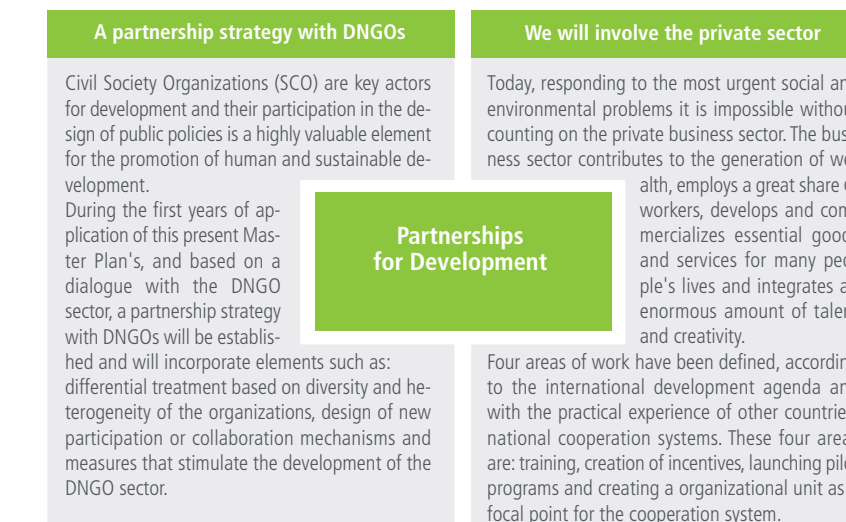 A partnership strategy with DNGOs
Civil Society Organizations (SCO) are key actors
for development and their participation in the de-
sign of public policies is a highly valuable element
for the promotion of human and sustainable de-
velopment.
During the first years of ap-
plication of this present Mas-
ter Plan's, and based on a
dialogue with the DNGO
sector, a partnership strategy
with DNGOs will be establis-
hed and will incorporate elements such as:
differential treatment based on diversity and he-
terogeneity of the organizations, design of new
participation or collaboration mechanisms and
measures that stimulate the development of the
DNGO sector.
Partnerships
for Development
We will involve the private sector
Today, responding to the most urgent social an
environmental problems it is impossible withou
counting on the private business sector. The bus
ness sector contributes to the generation of we
alth, employs a great share
workers, develops and com
mercializes essential good
and services for many peo
ple's lives and integrates a
enormous amount of talen
and creativity.
Four areas of work have been defined, accordin
to the international development agenda an
with the practical experience of other countrie
national cooperation systems. These four area
are: training, creation of incentives, launching pilo
programs and creating a organizational unit as
focal point for the cooperation system.